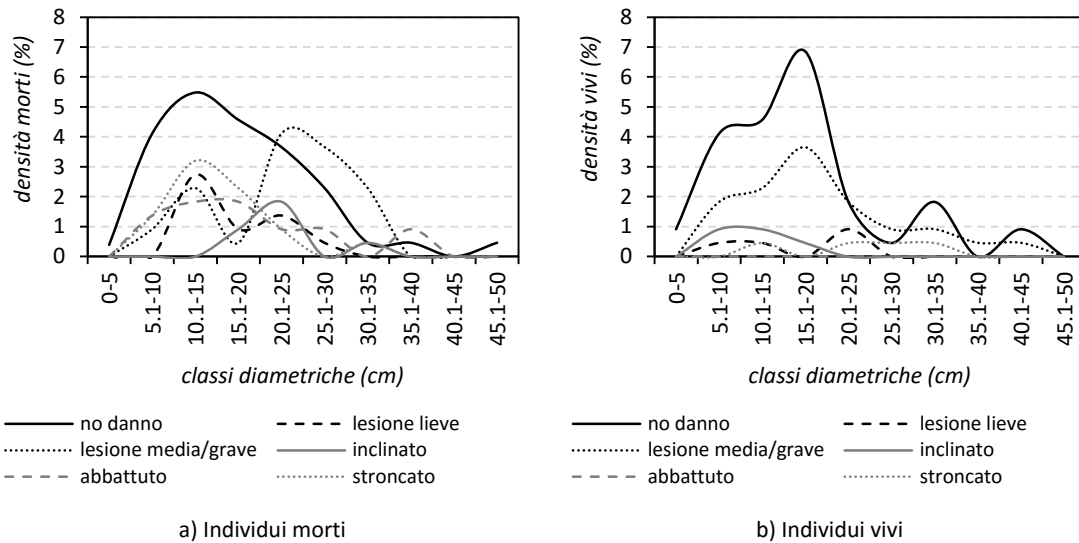 8
7
6
5
4
3
2
1
0
densità morti (%)
0-5
5.1-10
10.1-15
15.1-20
20.1-25
25.1-30
30.1-35
35.1-40
40.1-45
45.1-50
classi diametriche (cm)
no danno
lesione lieve
lesione media/grave
inclinato
abbattuto
stroncato
a) Individui morti
8
7
6
5
4
3
2
1
0
densità vivi (%)
0-5
5.1-10
10.1-15
15.1-20
20.1-25
25.1-30
30.1-35
35.1-40
40.1-45
45.1-50
classi diametriche (cm)
no danno
lesione lieve
lesione media/grave
inclinato
abbattuto
stroncato
b) Individui vivi